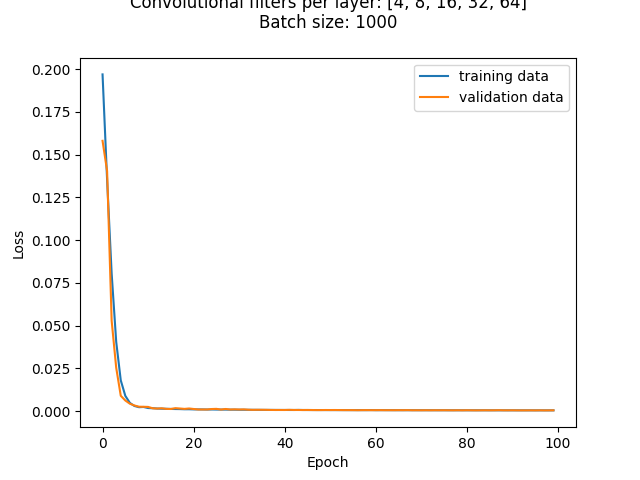 Convolutional filters per layer: [4, 8, 16, 32, 64]
Batch size: 1000
training data
validation data
0.200
0.175
0.150
0.125
0.100
0.075
0.050
0.025
0.000
Loss
0 20 40 60 80 100
Epoch